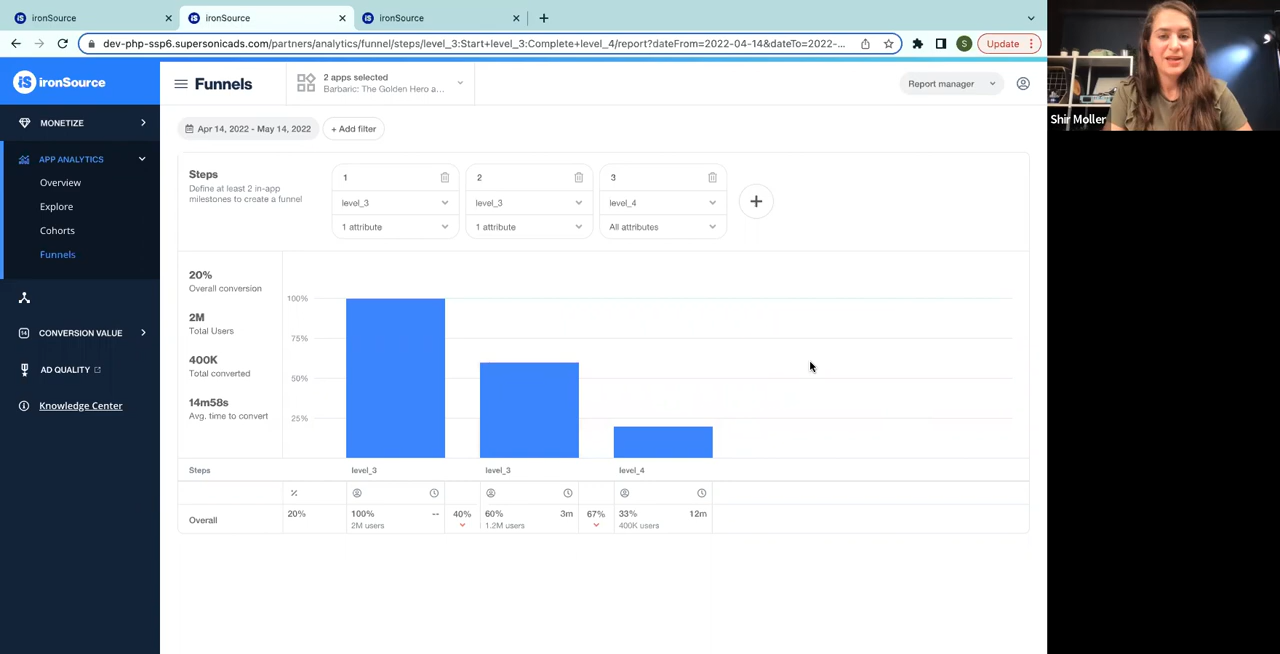 ironSource
ironSource
ironSource
dev-php-ssp6.supersonicads.com/partners/analytics/funnel/steps/level_3:Start+level_3:Complete+level_4/report?dateFrom=2022-04-14&dateTo=2022-...
S
Update
iS ironSource
Funnels
2 apps selected
Barbaric: The Golden Hero a...
Report manager
Shir Moller
MONETIZE
APP ANALYTICS
Overview
Explore
Cohorts
Funnels
CONVERSION VALUE
AD QUALITY
Knowledge Center
Apr 14, 2022 - May 14, 2022
+ Add filter
Steps
Define at least 2 in-app
milestones to create a funnel
1
level_3
1 attribute
2
level_3
1 attribute
3
level_4
All attributes
20%
Overall conversion
2M
Total Users
400K
Total converted
14m58s
Avg. time to convert
100%
75%
50%
25%
Steps
level_3
level_3
level_4
Overall
20%
100%
2M users
--
40%
60%
1.2M users
3m
67%
33%
400K users
12m